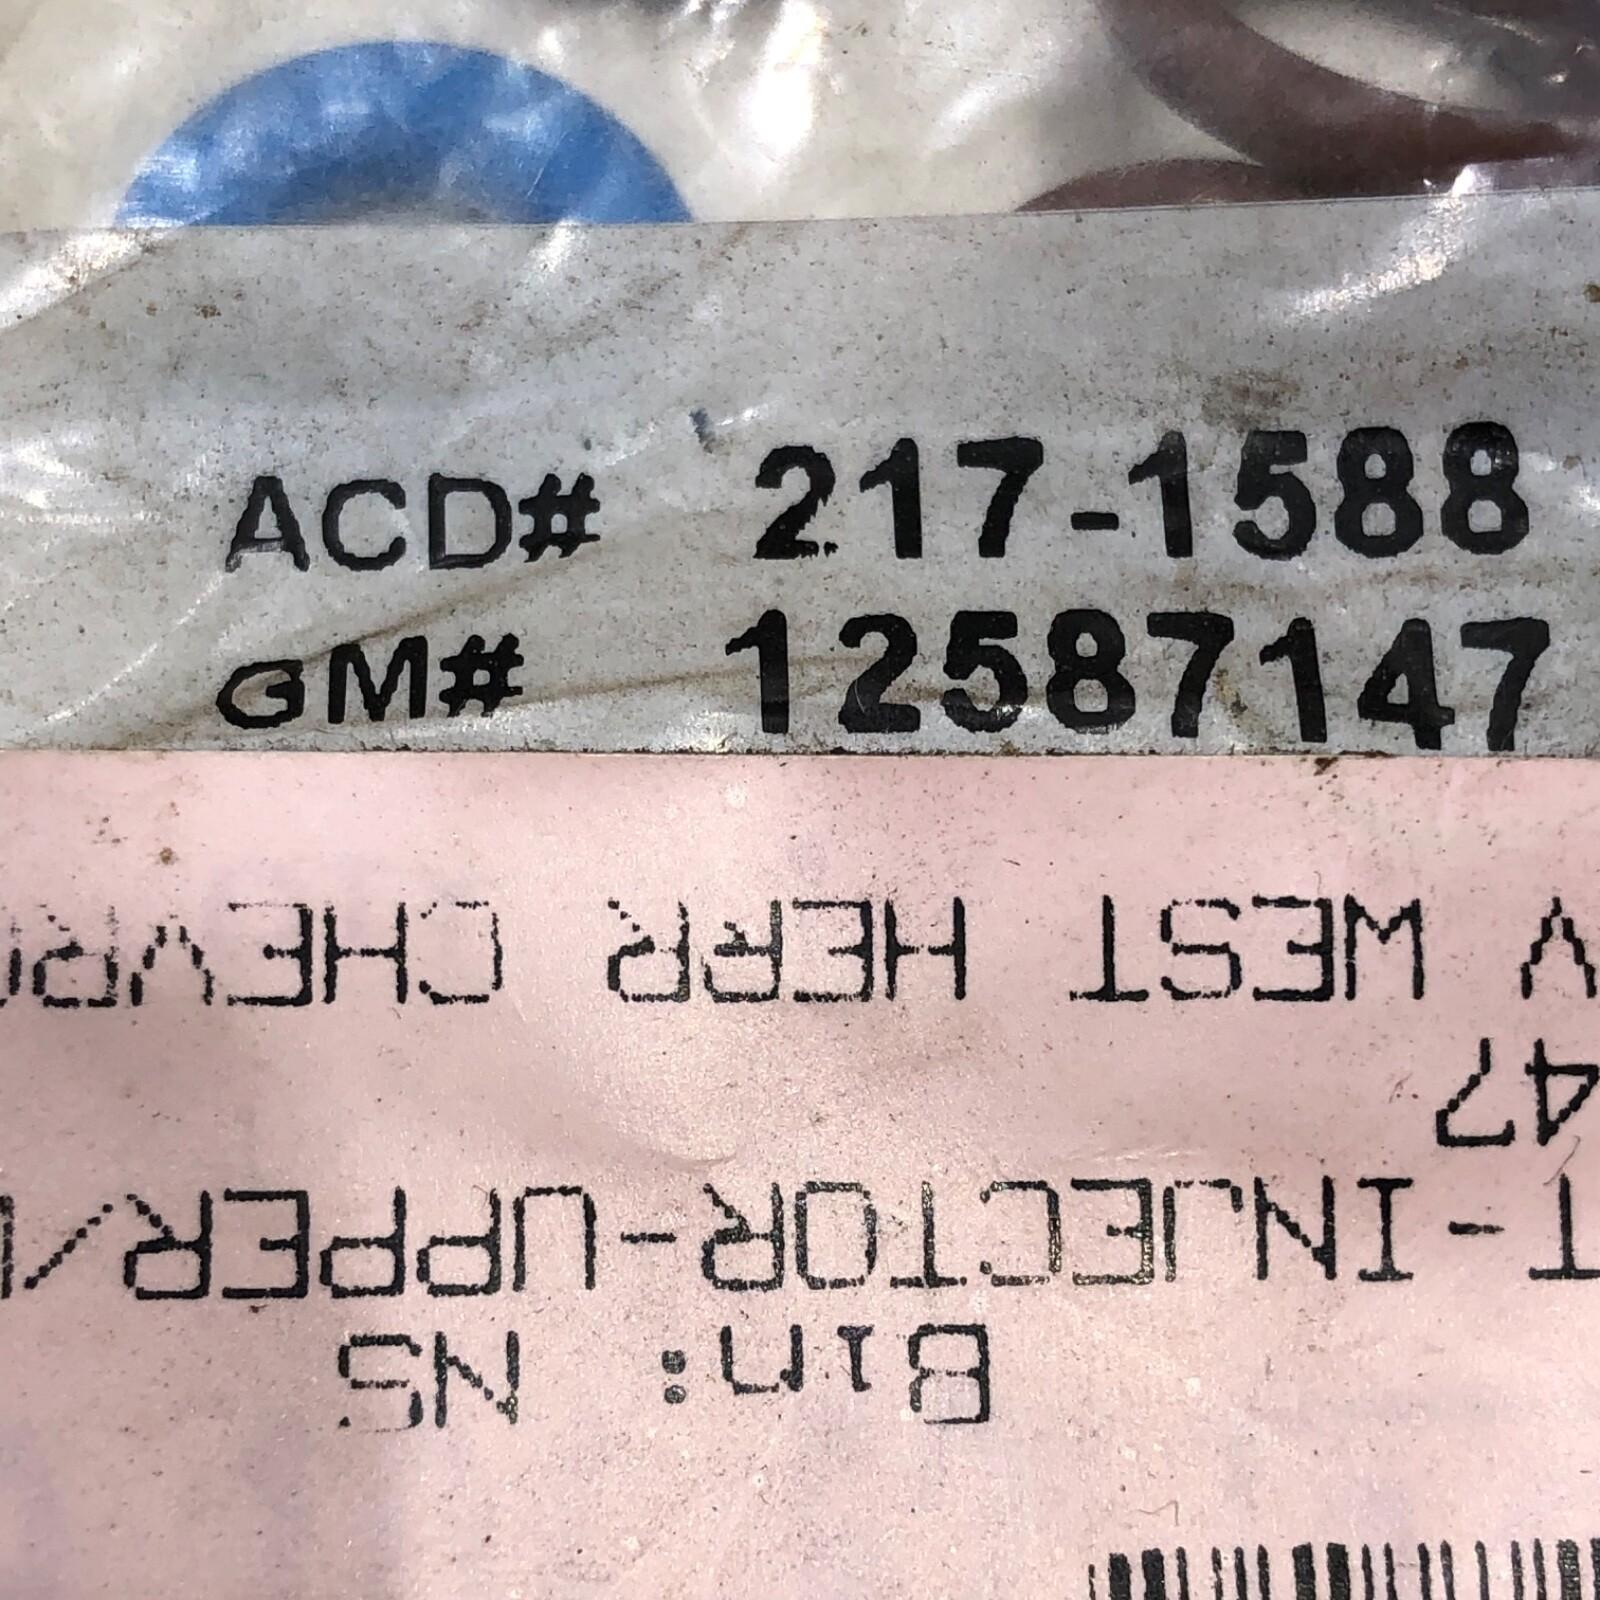 ACD# 217-1588
GM# 12587147
Bin: NS
T-INJECTOR-UPPER/
47
V WEST HERR CHEVRO